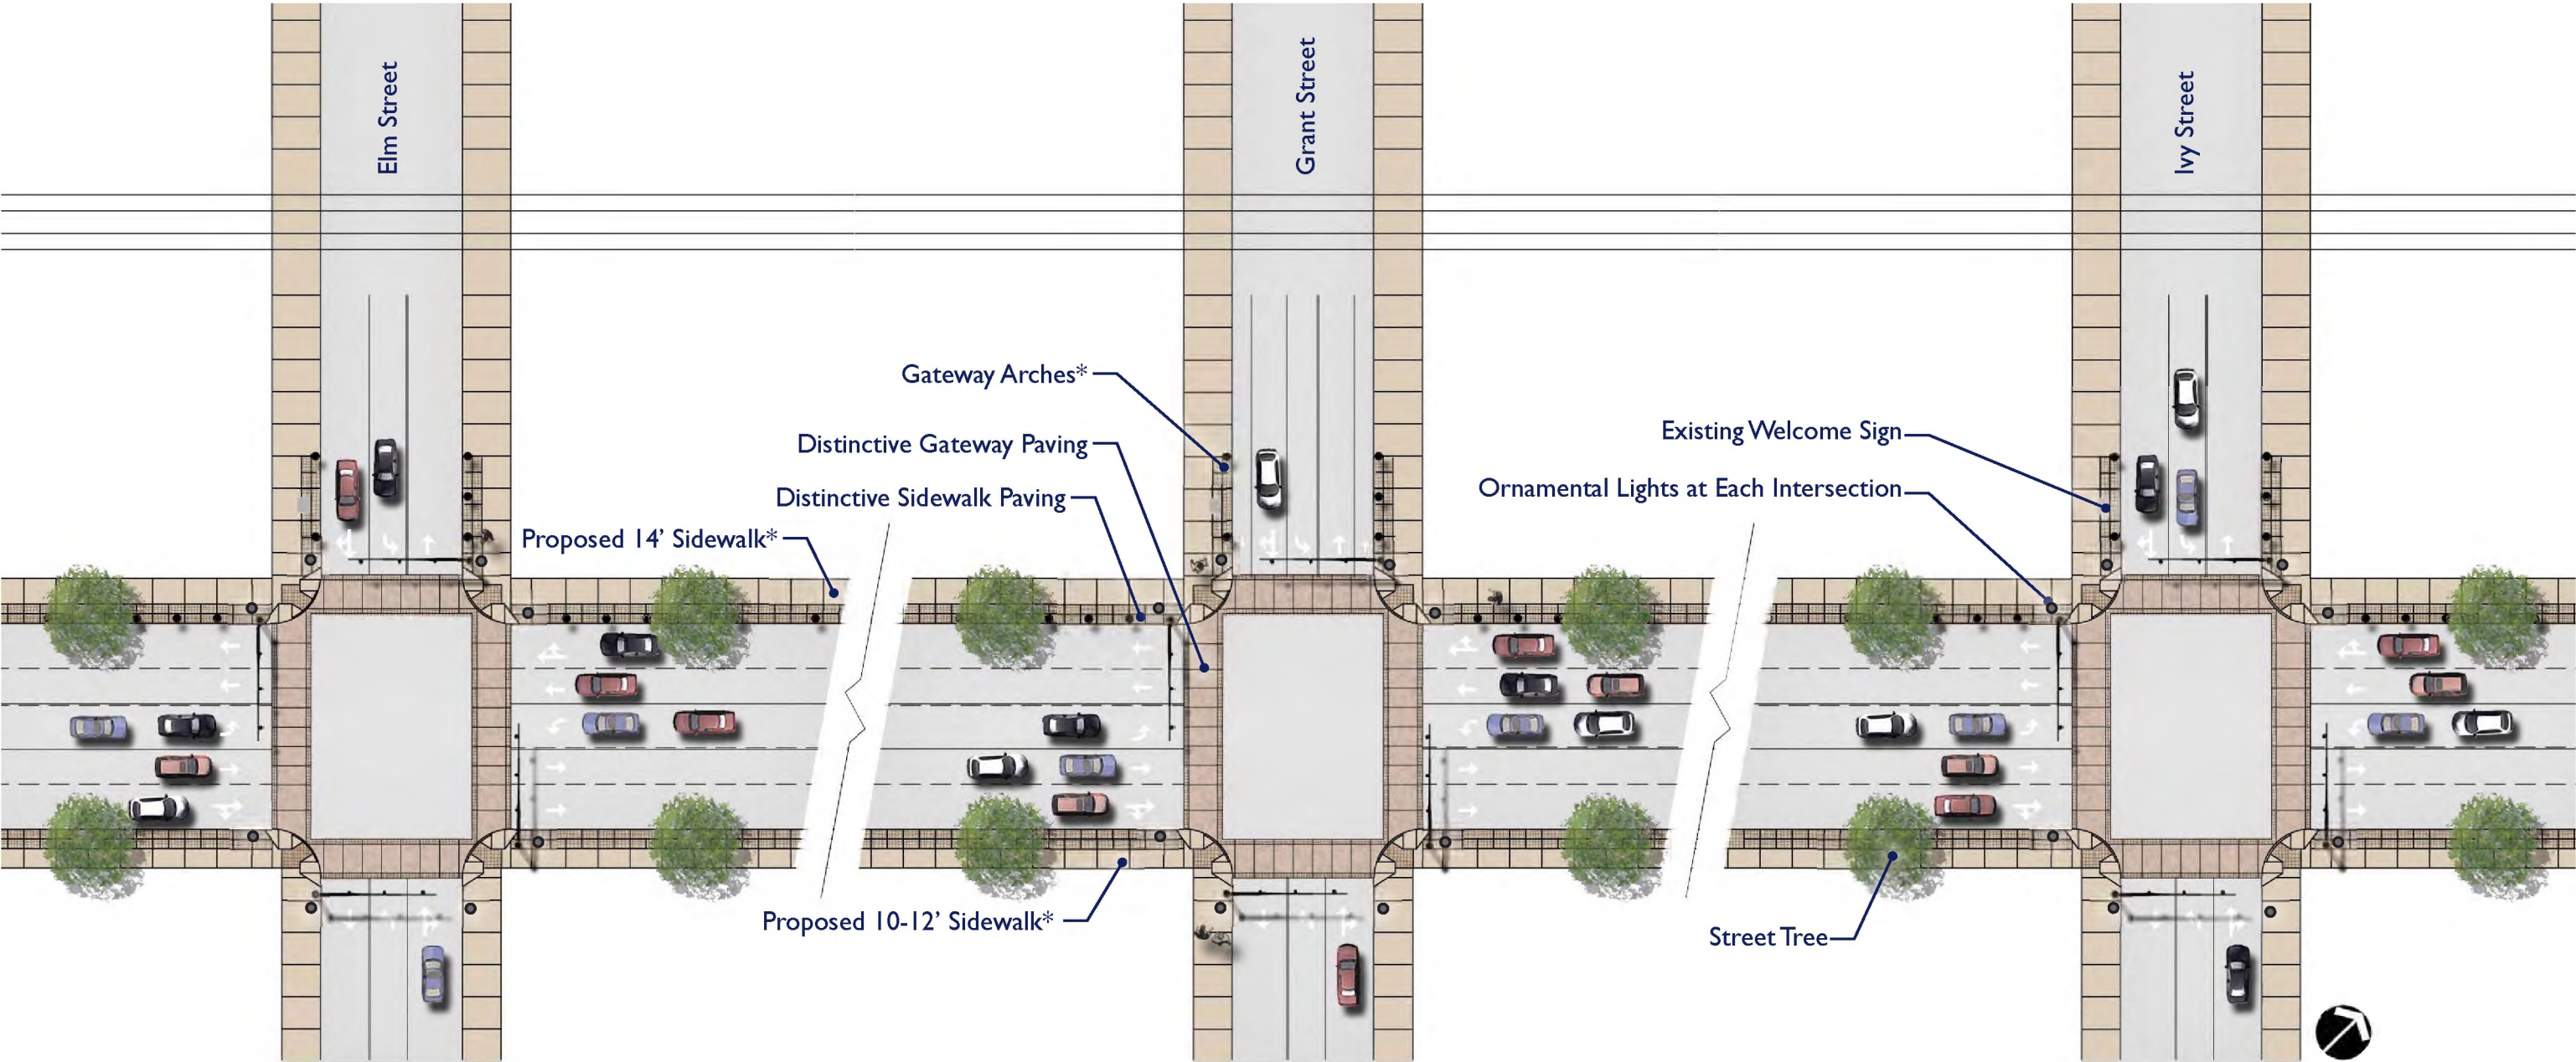 Elm Street
Grant Street
Ivy Street
Gateway Arches*
Distinctive Gateway Paving
Distinctive Sidewalk Paving
Proposed 14’ Sidewalk*
Existing Welcome Sign
Ornamental Lights at Each Intersection
Proposed 10-12’ Sidewalk*
Street Tree